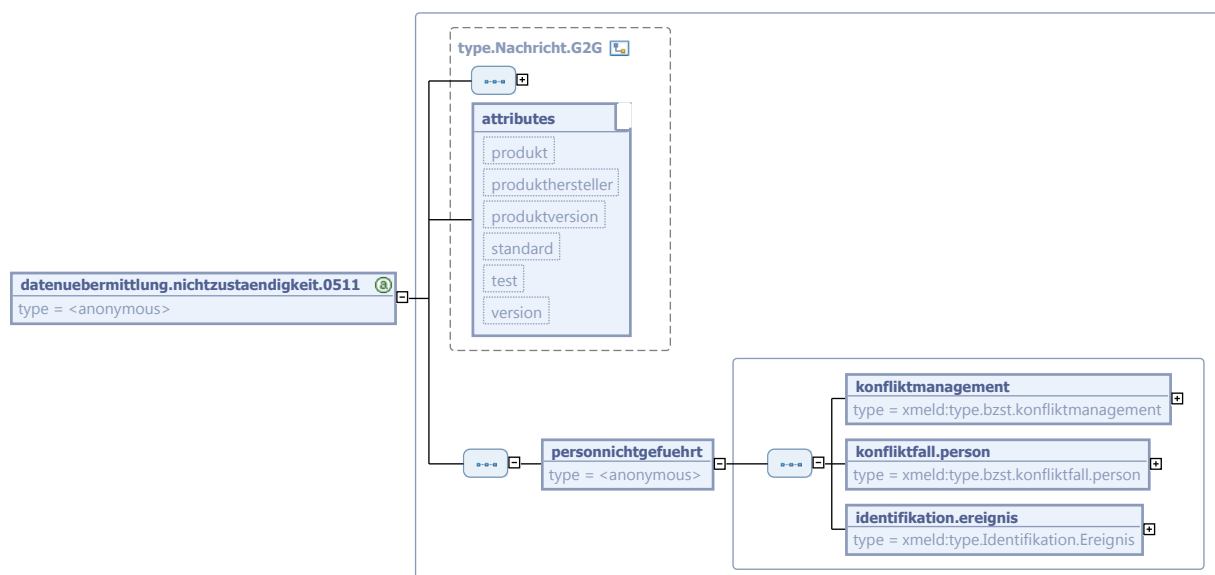 type.Nachricht.G2G
attributes
produkt
produkthersteller
produktversion
standard
test
version
datenuebermittlung.nichtzustaendigkeit.0511 a
type = <anonymous>
personnichtgefuehrt
type = <anonymous>
konfliktmanagement
type = xmeld:type.bzst.konfliktmanagement
konfliktfall.person
type = xmeld:type.bzst.konfliktfall.person
identifikation.ereignis
type = xmeld:type.Identifikation.Ereignis